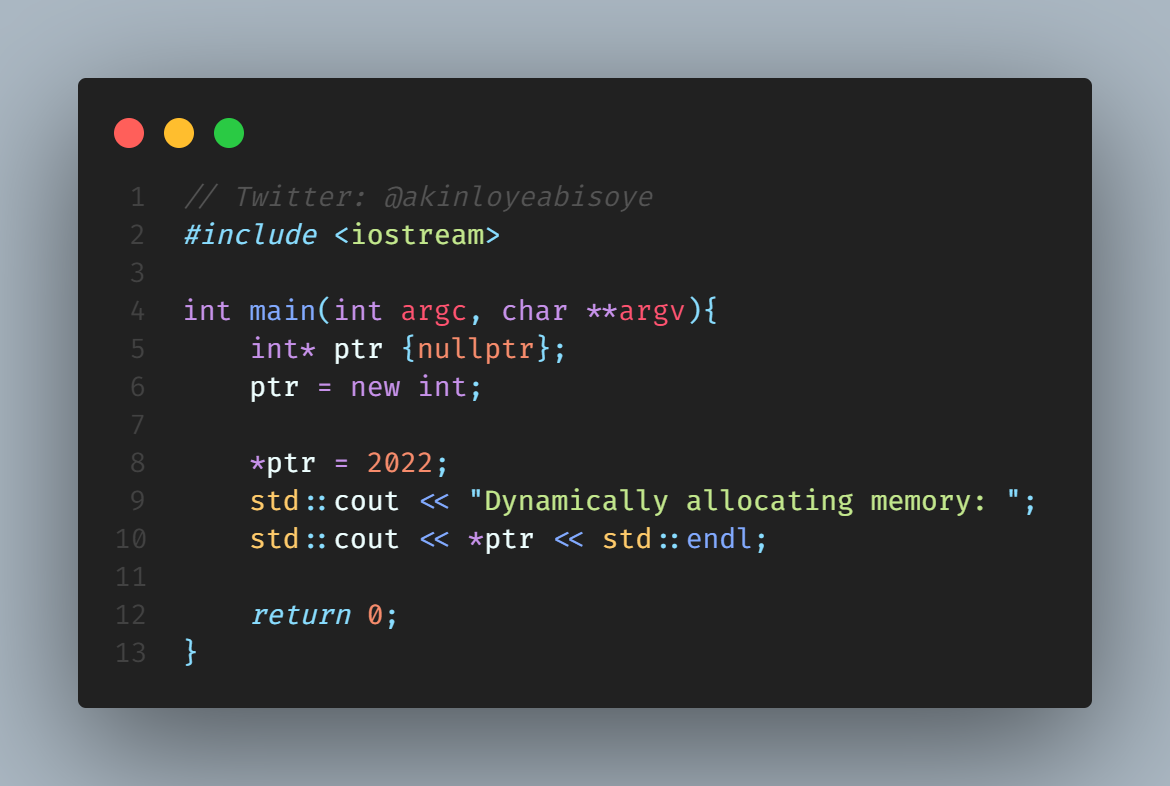 1 // Twitter: @akinloyeabisoye
2 #include <iostream>
3
4 int main(int argc, char **argv){
5     int* ptr {nullptr};
6     ptr = new int;
7
8     *ptr = 2022;
9     std::cout << "Dynamically allocating memory: ";
10     std::cout << *ptr << std::endl;
11
12     return 0;
13 }